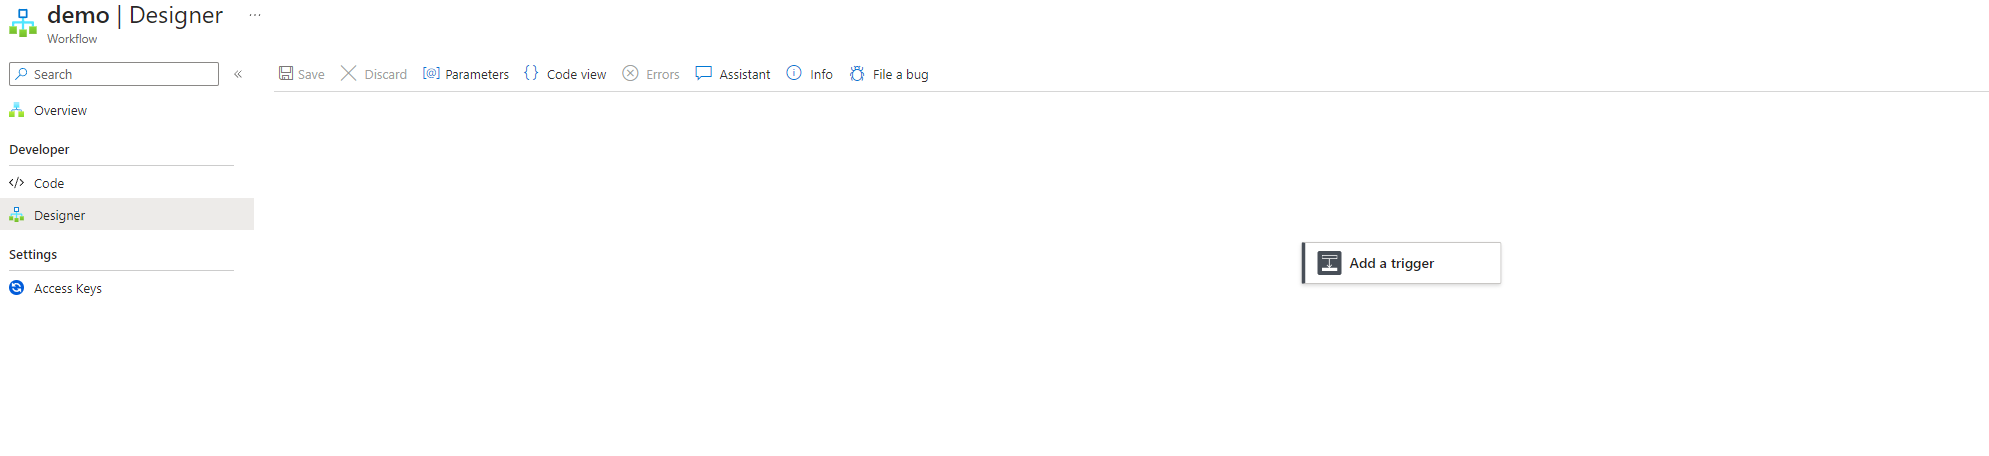 demo | Designer ...
Workflow
Search «
Save Discard [@] Parameters {} Code view Errors Assistant Info File a bug
Overview
Developer
</> Code
Designer
Add a trigger
Settings
Access Keys